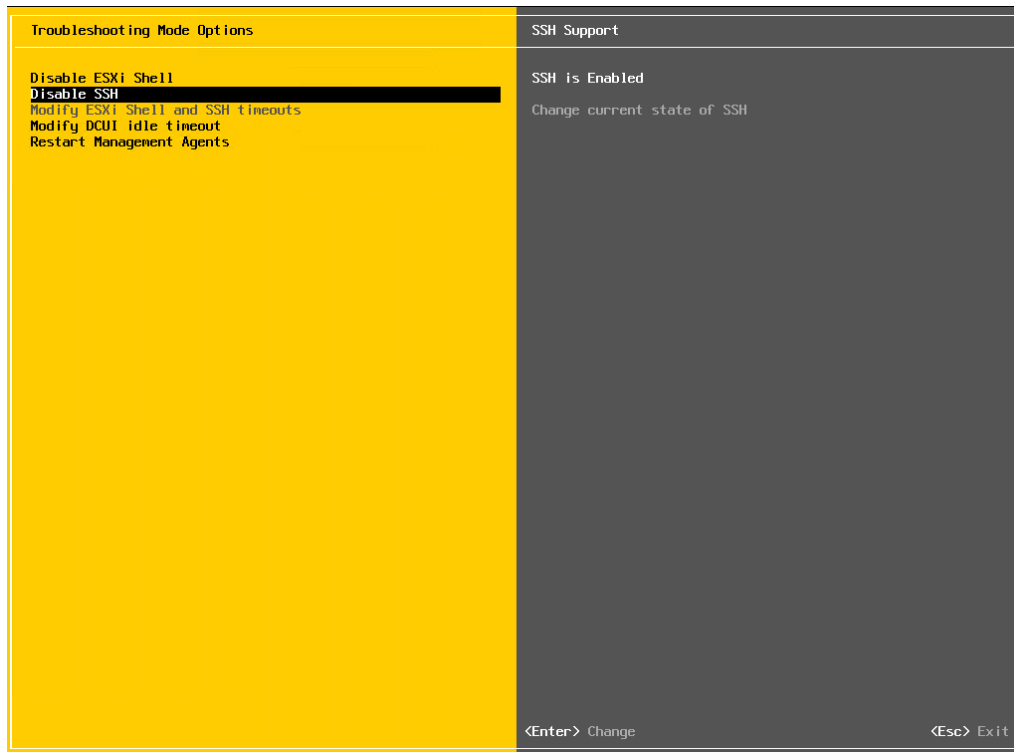 Troubleshooting Mode Options
SSH Support
Disable ESXi Shell
Disable SSH
Modify ESXi Shell and SSH timeouts
Modify DCUI idle timeout
Restart Management Agents
SSH is Enabled
Change current state of SSH
<Enter> Change
<Esc> Exit